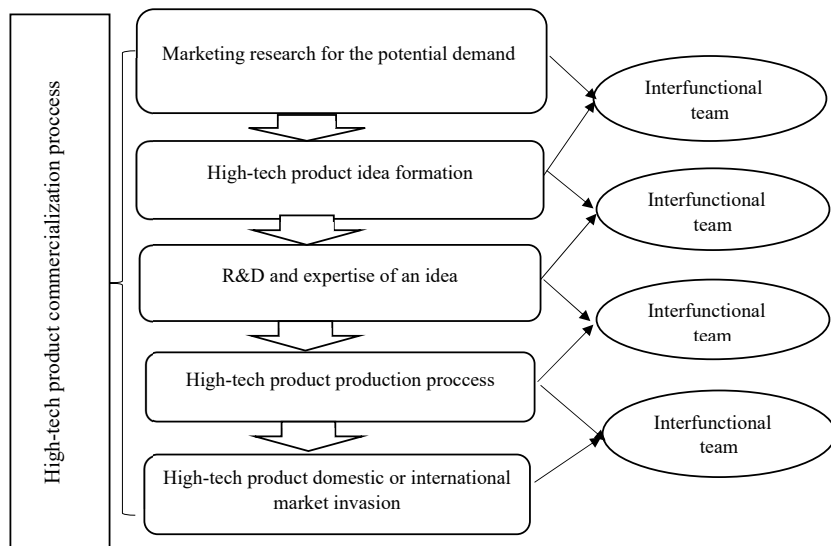 High-tech product commercialization proccess
Marketing research for the potential demand
Interfunctional
team
High-tech product idea formation
Interfunctional
team
R&D and expertise of an idea
Interfunctional
team
High-tech product production proccess
Interfunctional
team
High-tech product domestic or international
market invasion